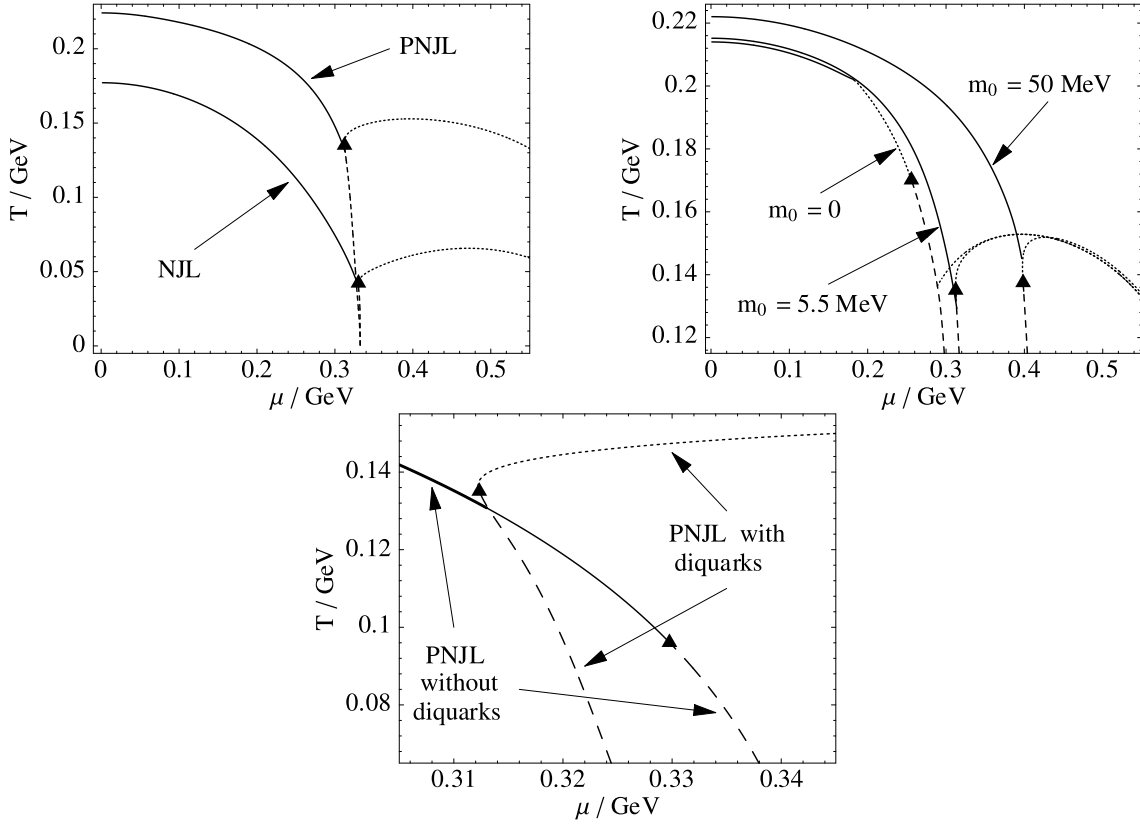 0.2
0.15
0.1
0.05
0
T / GeV
0
0.1
0.2
0.3
0.4
0.5
μ / GeV
PNJL
NJL
0.22
0.2
0.18
0.16
0.14
0.12
T / GeV
0
0.1
0.2
0.3
0.4
0.5
μ / GeV
m₀ = 50 MeV
m₀ = 0
m₀ = 5.5 MeV
0.14
0.12
0.1
0.08
T / GeV
0.31
0.32
0.33
0.34
μ / GeV
PNJL with
diquarks
PNJL
without
diquarks